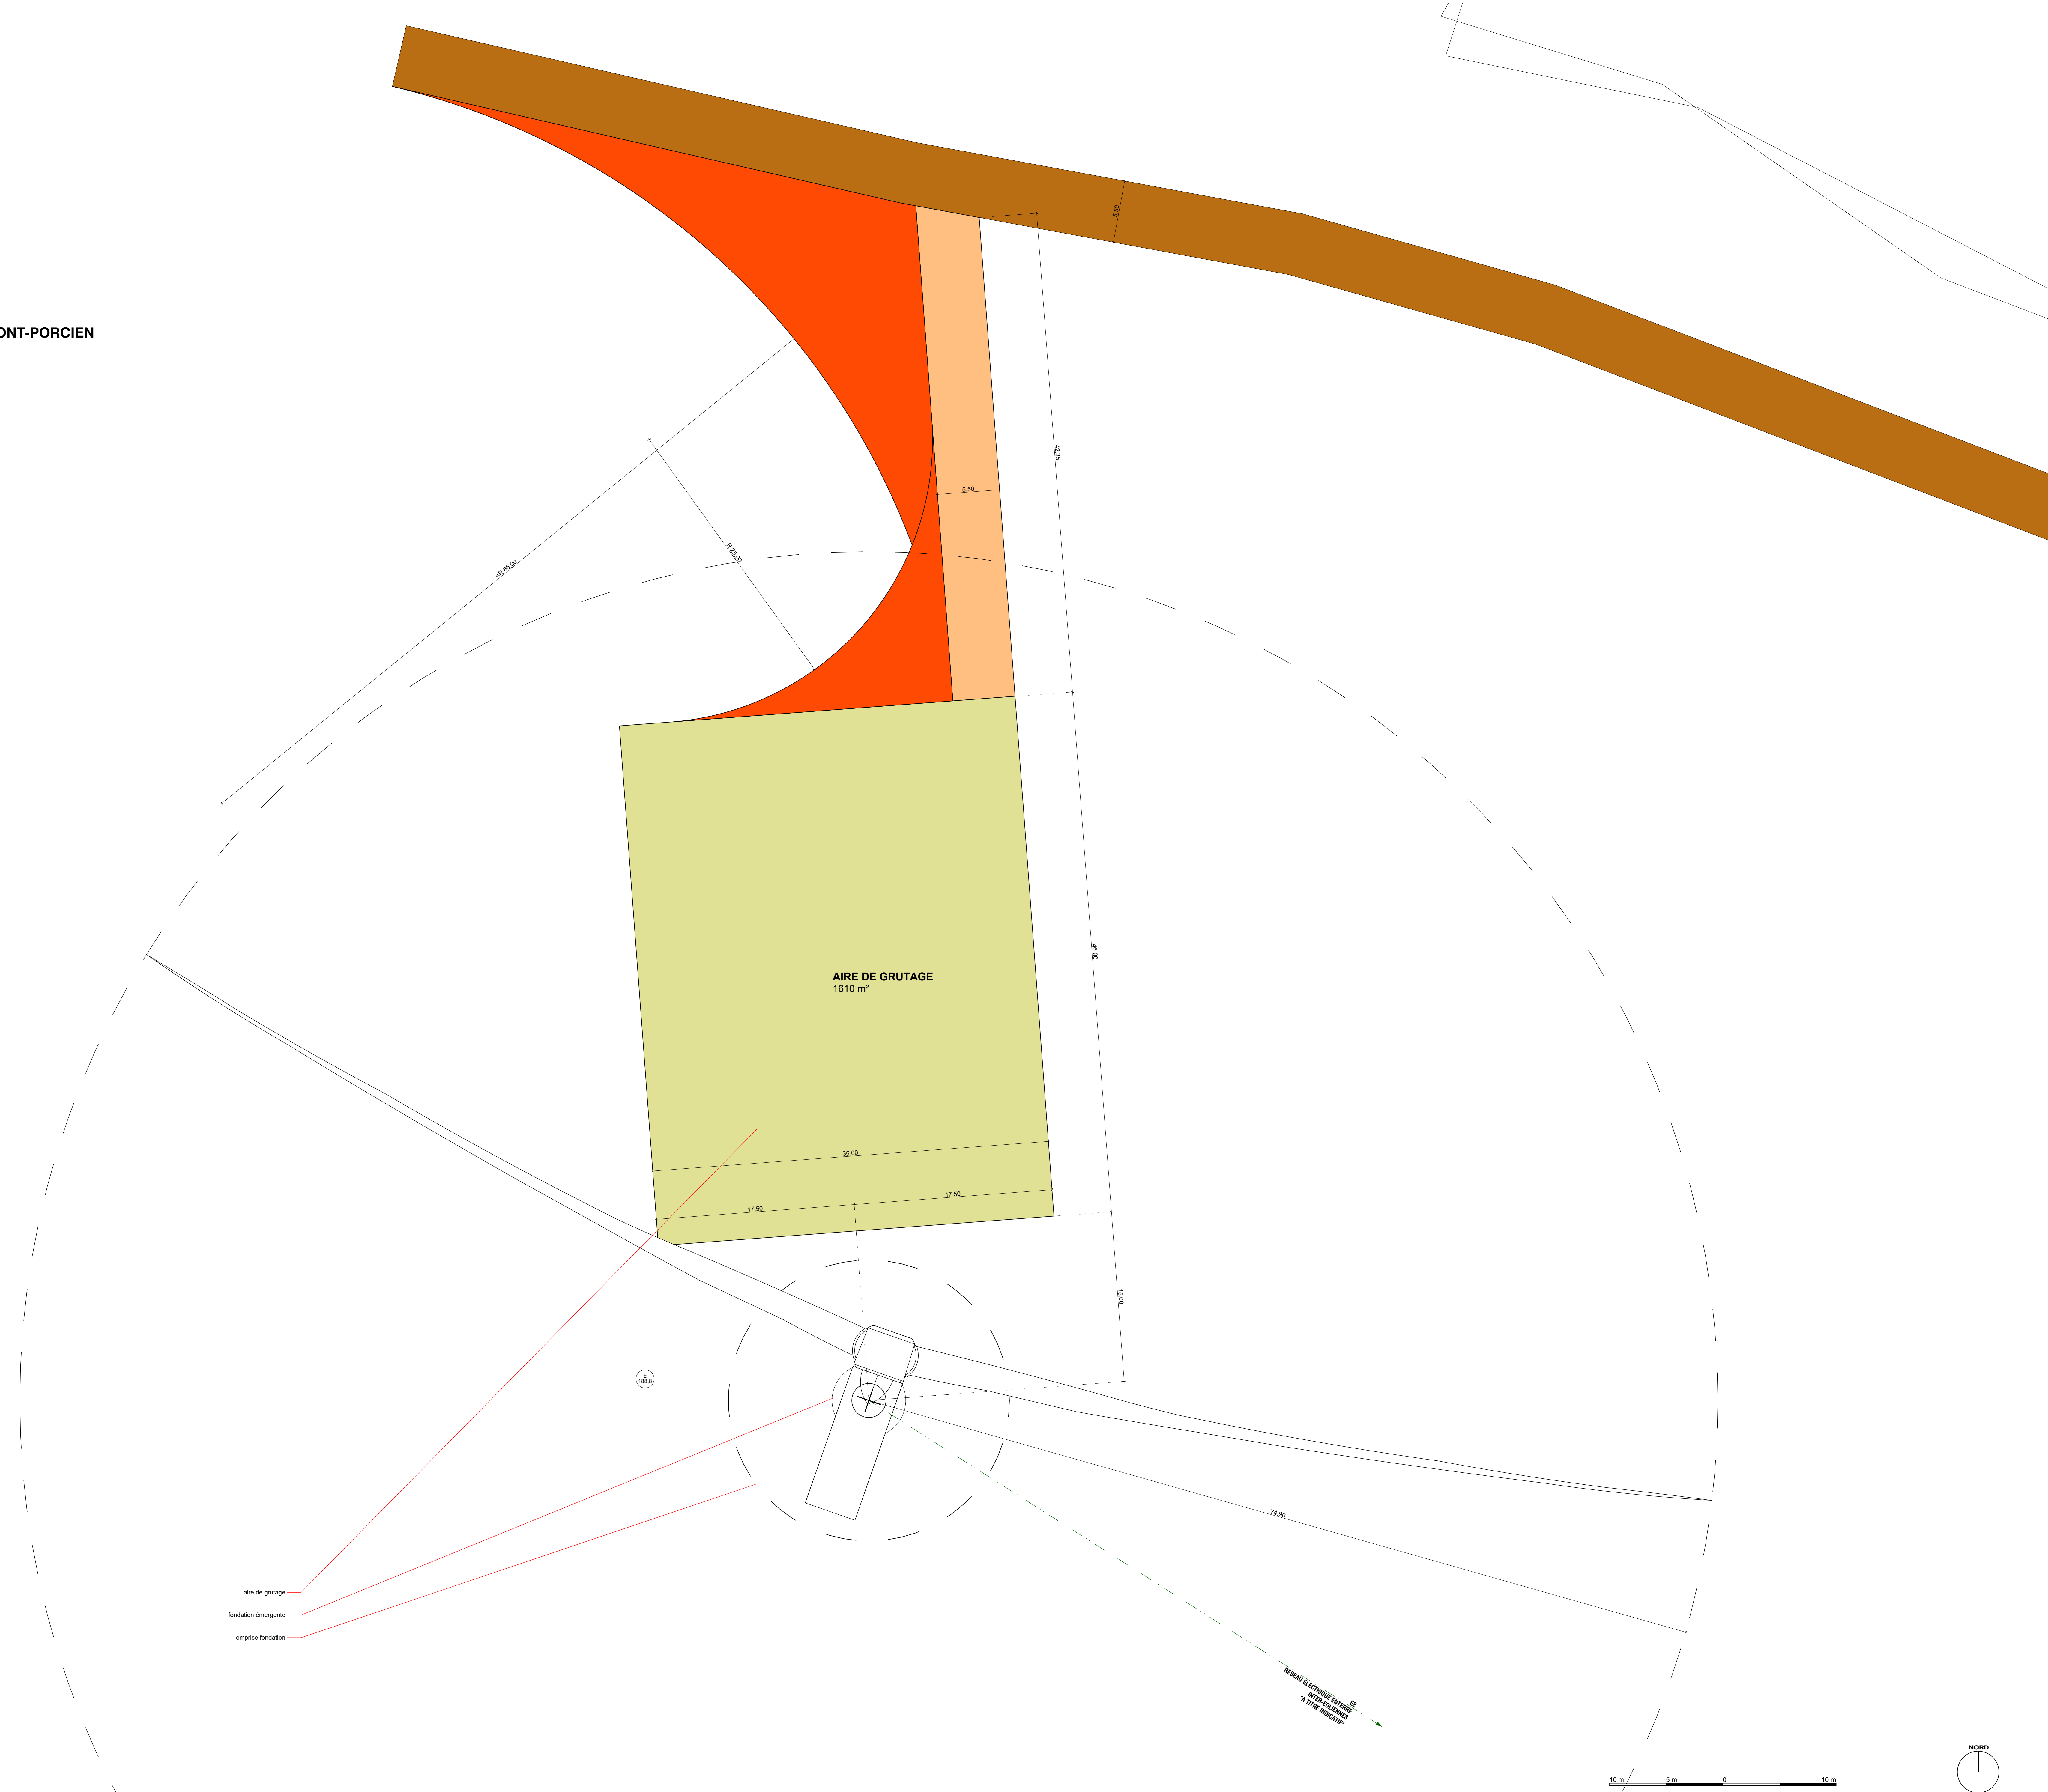 5,50
ONT-PORCIEN
42,35
5,50
R 25,00
<R 65,00
46,00
AIRE DE GRUTAGE
1610 m²
35,00
17,50
17,50
15,00
±
188,8
74,90
aire de grutage
fondation émergente
emprise fondation
E2
RESEAU ELECTRIQUE ENTERRE
INTER-EOLIENNES
"A TITRE INDICATIF"
NORD
10 m 5 m 0 10 m